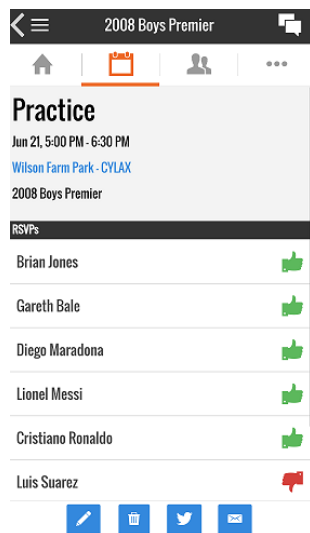 2008 Boys Premier
Practice
Jun 21, 5:00 PM - 6:30 PM
Wilson Farm Park - CYLAX
2008 Boys Premier
RSVPs
Brian Jones
Gareth Bale
Diego Maradona
Lionel Messi
Cristiano Ronaldo
Luis Suarez